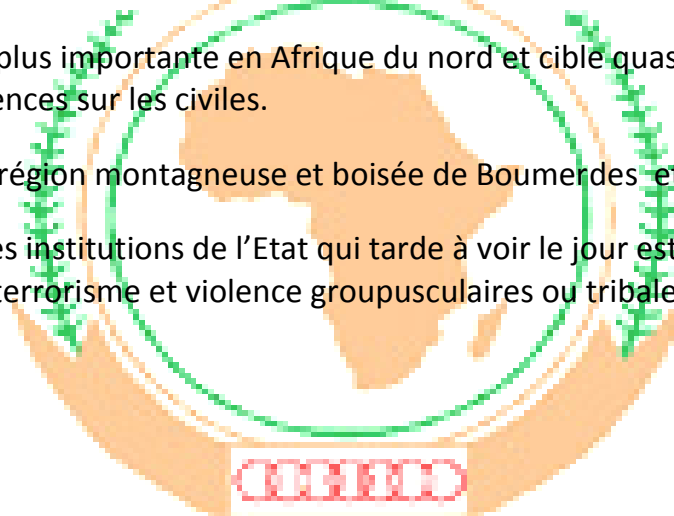 plus importante en Afrique du nord et cible quas
ences sur les civiles.
région montagneuse et boisée de Boumerdes et
es institutions de l’Etat qui tarde à voir le jour est
terrorisme et violence groupusculaires ou tribale